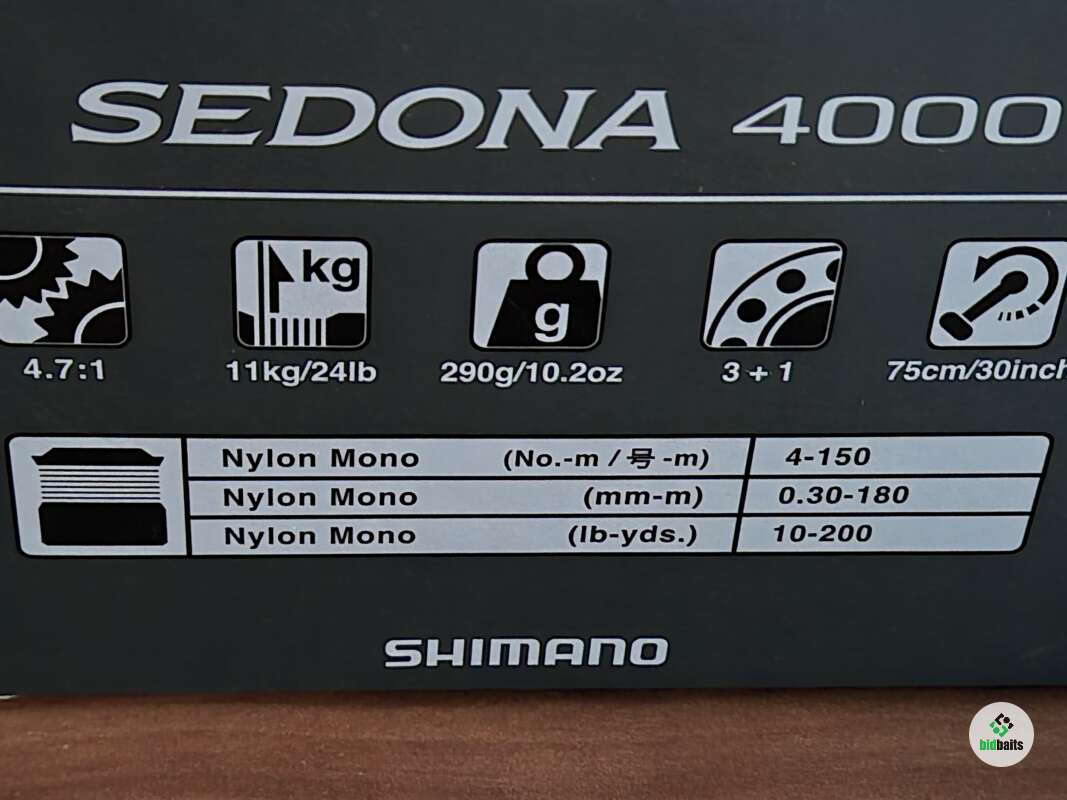 SEDONA 4000
kg
g
4.7:1 11kg/24lb 290g/10.2oz 3+1 75cm/30inch
Nylon Mono (No.-m / 号 -m) 4-150
Nylon Mono (mm-m) 0.30-180
Nylon Mono (lb-yds.) 10-200
SHIMANO
bidbaits